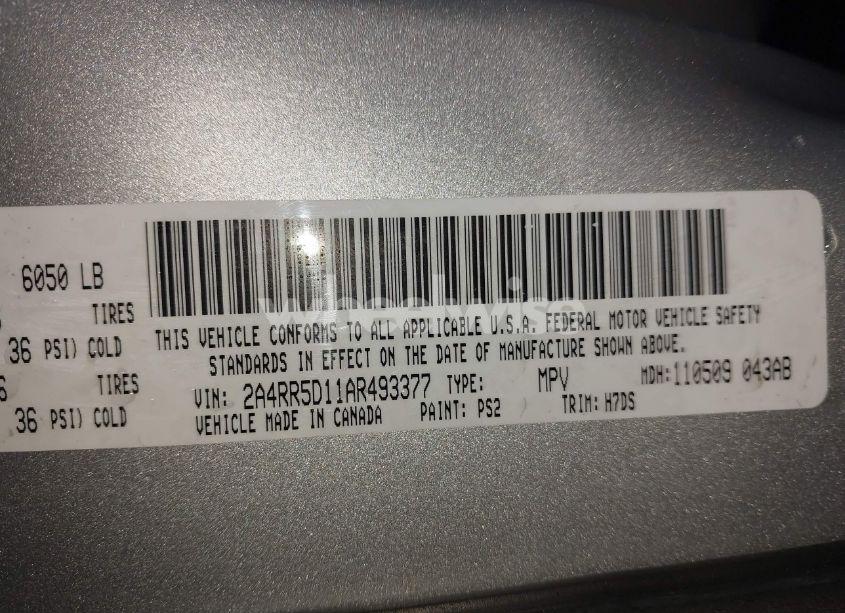 6050 LB
TIRES
36 PSI) COLD
TIRES
36 PSI) COLD
wheelwise
THIS VEHICLE CONFORMS TO ALL APPLICABLE U.S.A. FEDERAL MOTOR VEHICLE SAFETY
STANDARDS IN EFFECT ON THE DATE OF MANUFACTURE SHOWN ABOVE.
VIN: 2A4RR5D11AR493377 TYPE: MPV MDH:110509 043AB
VEHICLE MADE IN CANADA PAINT: PS2 TRIM: H7DS